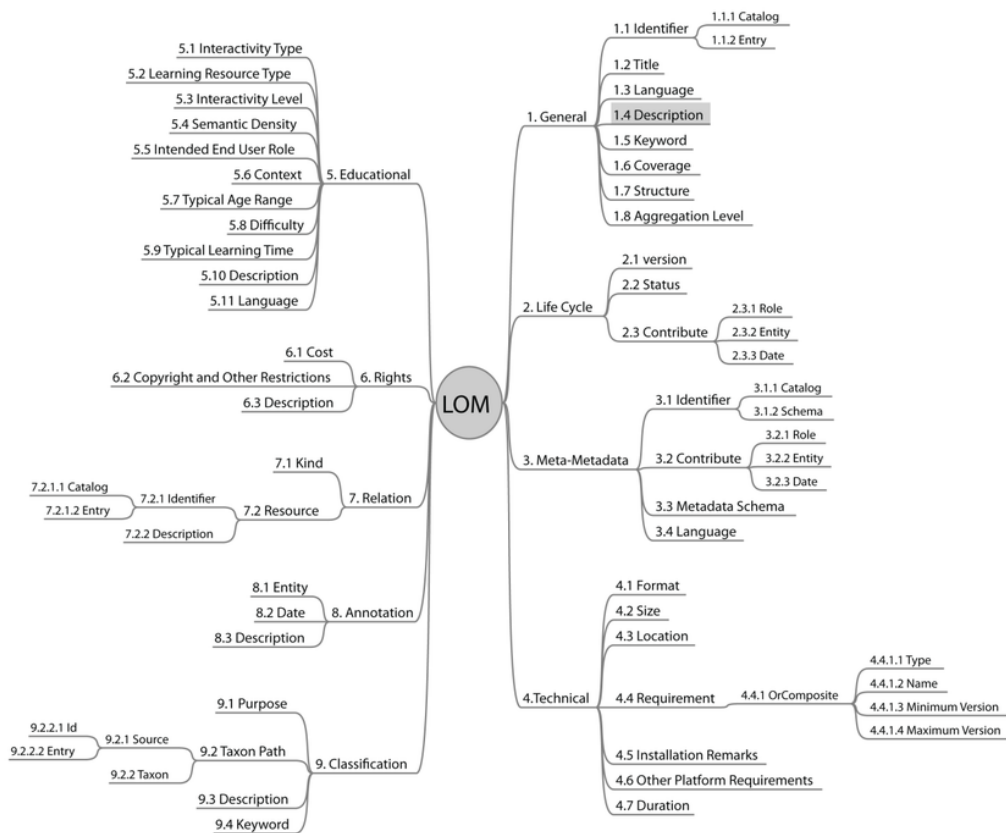 LOM
1. General
1.1 Identifier
1.1.1 Catalog
1.1.2 Entry
1.2 Title
1.3 Language
1.4 Description
1.5 Keyword
1.6 Coverage
1.7 Structure
1.8 Aggregation Level
2. Life Cycle
2.1 version
2.2 Status
2.3 Contribute
2.3.1 Role
2.3.2 Entity
2.3.3 Date
3. Meta-Metadata
3.1 Identifier
3.1.1 Catalog
3.1.2 Schema
3.2 Contribute
3.2.1 Role
3.2.2 Entity
3.2.3 Date
3.3 Metadata Schema
3.4 Language
4.Technical
4.1 Format
4.2 Size
4.3 Location
4.4 Requirement
4.4.1 OrComposite
4.4.1.1 Type
4.4.1.2 Name
4.4.1.3 Minimum Version
4.4.1.4 Maximum Version
4.5 Installation Remarks
4.6 Other Platform Requirements
4.7 Duration
5. Educational
5.1 Interactivity Type
5.2 Learning Resource Type
5.3 Interactivity Level
5.4 Semantic Density
5.5 Intended End User Role
5.6 Context
5.7 Typical Age Range
5.8 Difficulty
5.9 Typical Learning Time
5.10 Description
5.11 Language
6. Rights
6.1 Cost
6.2 Copyright and Other Restrictions
6.3 Description
7. Relation
7.1 Kind
7.2 Resource
7.2.1 Identifier
7.2.1.1 Catalog
7.2.1.2 Entry
7.2.2 Description
8. Annotation
8.1 Entity
8.2 Date
8.3 Description
9. Classification
9.1 Purpose
9.2 Taxon Path
9.2.1 Source
9.2.2.1 Id
9.2.2.2 Entry
9.2.2 Taxon
9.3 Description
9.4 Keyword